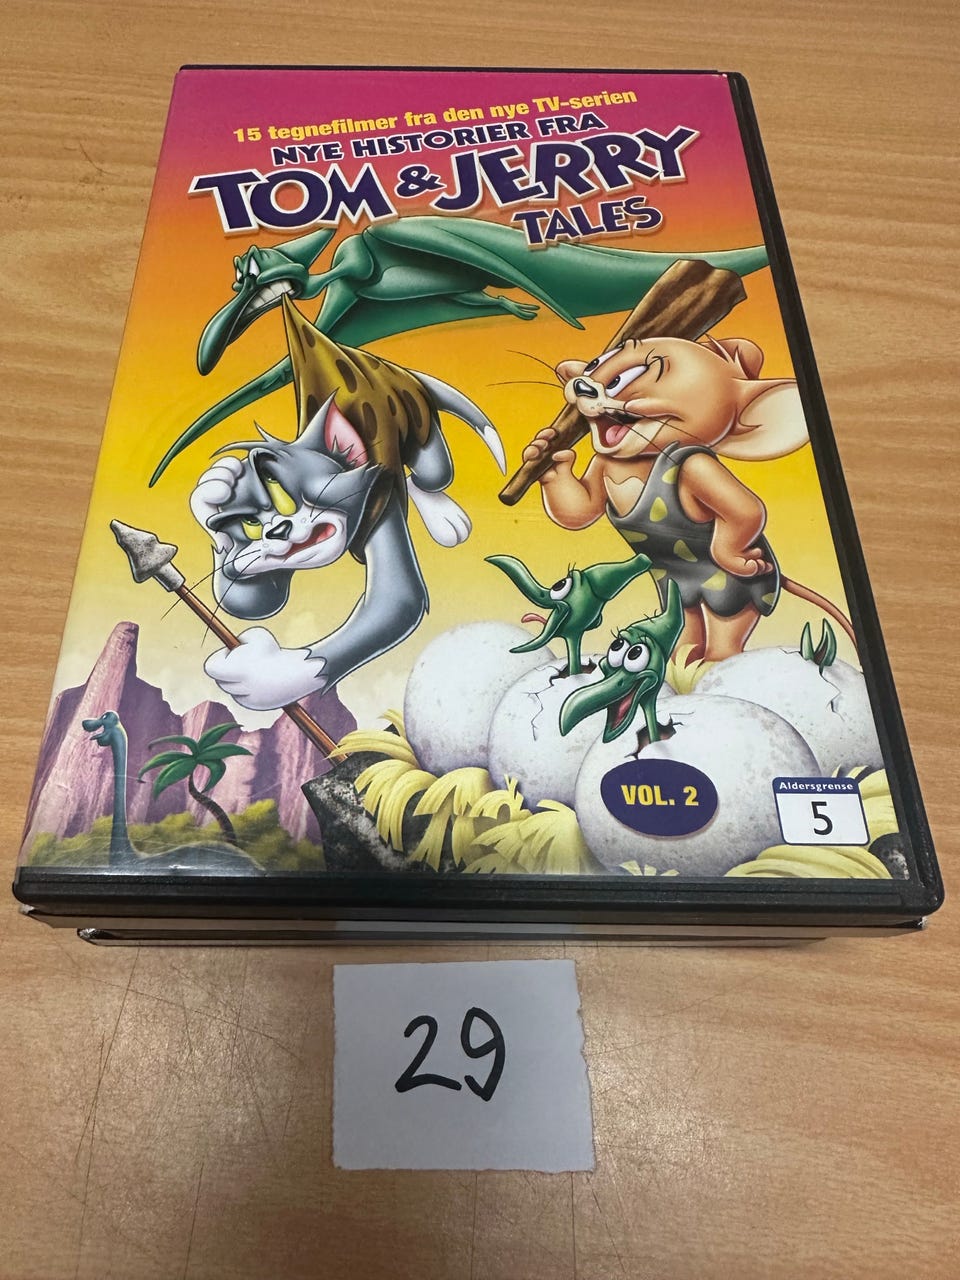 15 tegnefilmer fra den nye TV-serien
NYE HISTORIER FRA
TOM & JERRY
TALES
VOL. 2
Aldersgrense
5
29